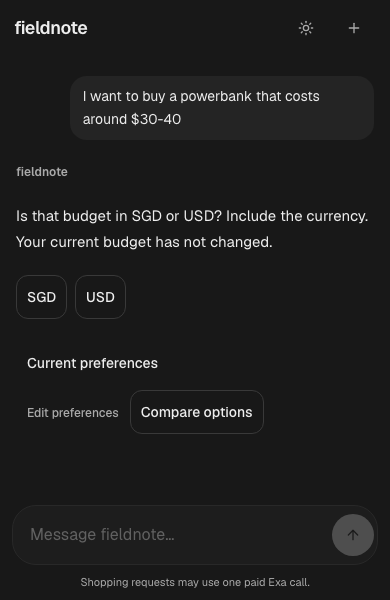 fieldnote
I want to buy a powerbank that costs
around $30-40
fieldnote
Is that budget in SGD or USD? Include the currency.
Your current budget has not changed.
SGD USD
Current preferences
Edit preferences Compare options
Message fieldnote...
Shopping requests may use one paid Exa call.